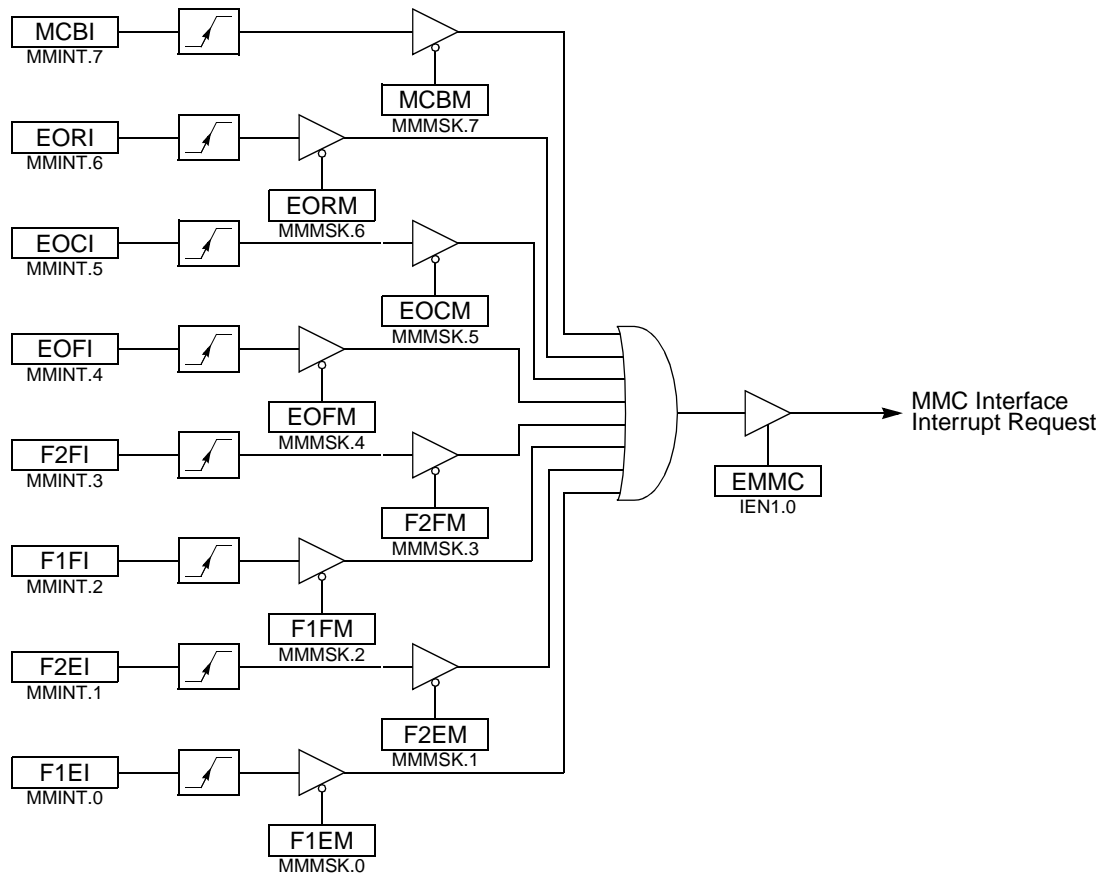 MCBI
MMINT.7
MCBM
MMMSK.7
EORI
MMINT.6
EORM
MMMSK.6
EOCI
MMINT.5
EOCM
MMMSK.5
EOFI
MMINT.4
EOFM
MMMSK.4
MMC Interface
Interrupt Request
EMMC
IEN1.0
F2FI
MMINT.3
F2FM
MMMSK.3
F1FI
MMINT.2
F1FM
MMMSK.2
F2EI
MMINT.1
F2EM
MMMSK.1
F1EI
MMINT.0
F1EM
MMMSK.0